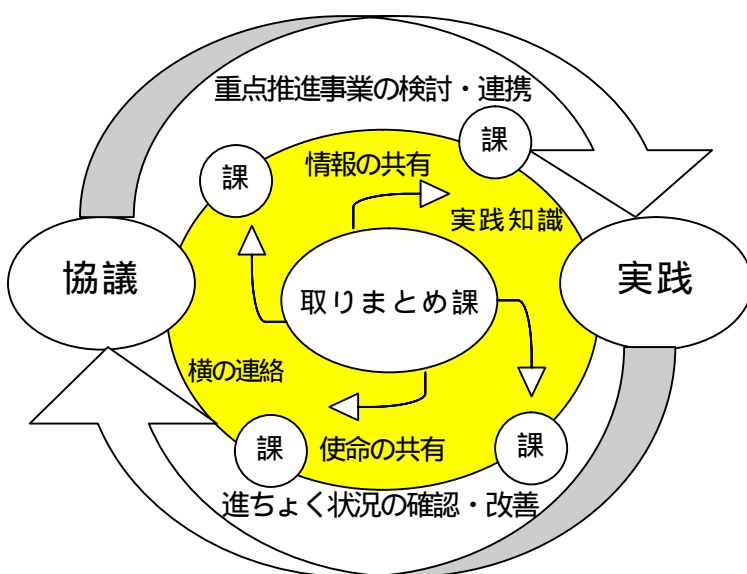 重点推進事業の検討・連携
課
課
情報の共有
実践知識
協議
取りまとめ課
実践
横の連絡
課
課
使命の共有
進ちょく状況の確認・改善